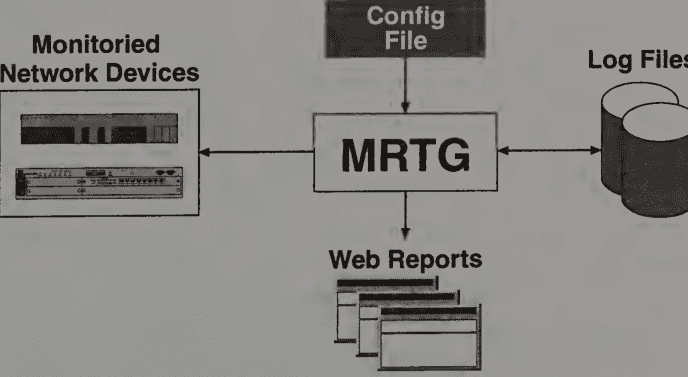 Config
File
Monitoried
Network Devices
Log Files
MRTG
Web Reports